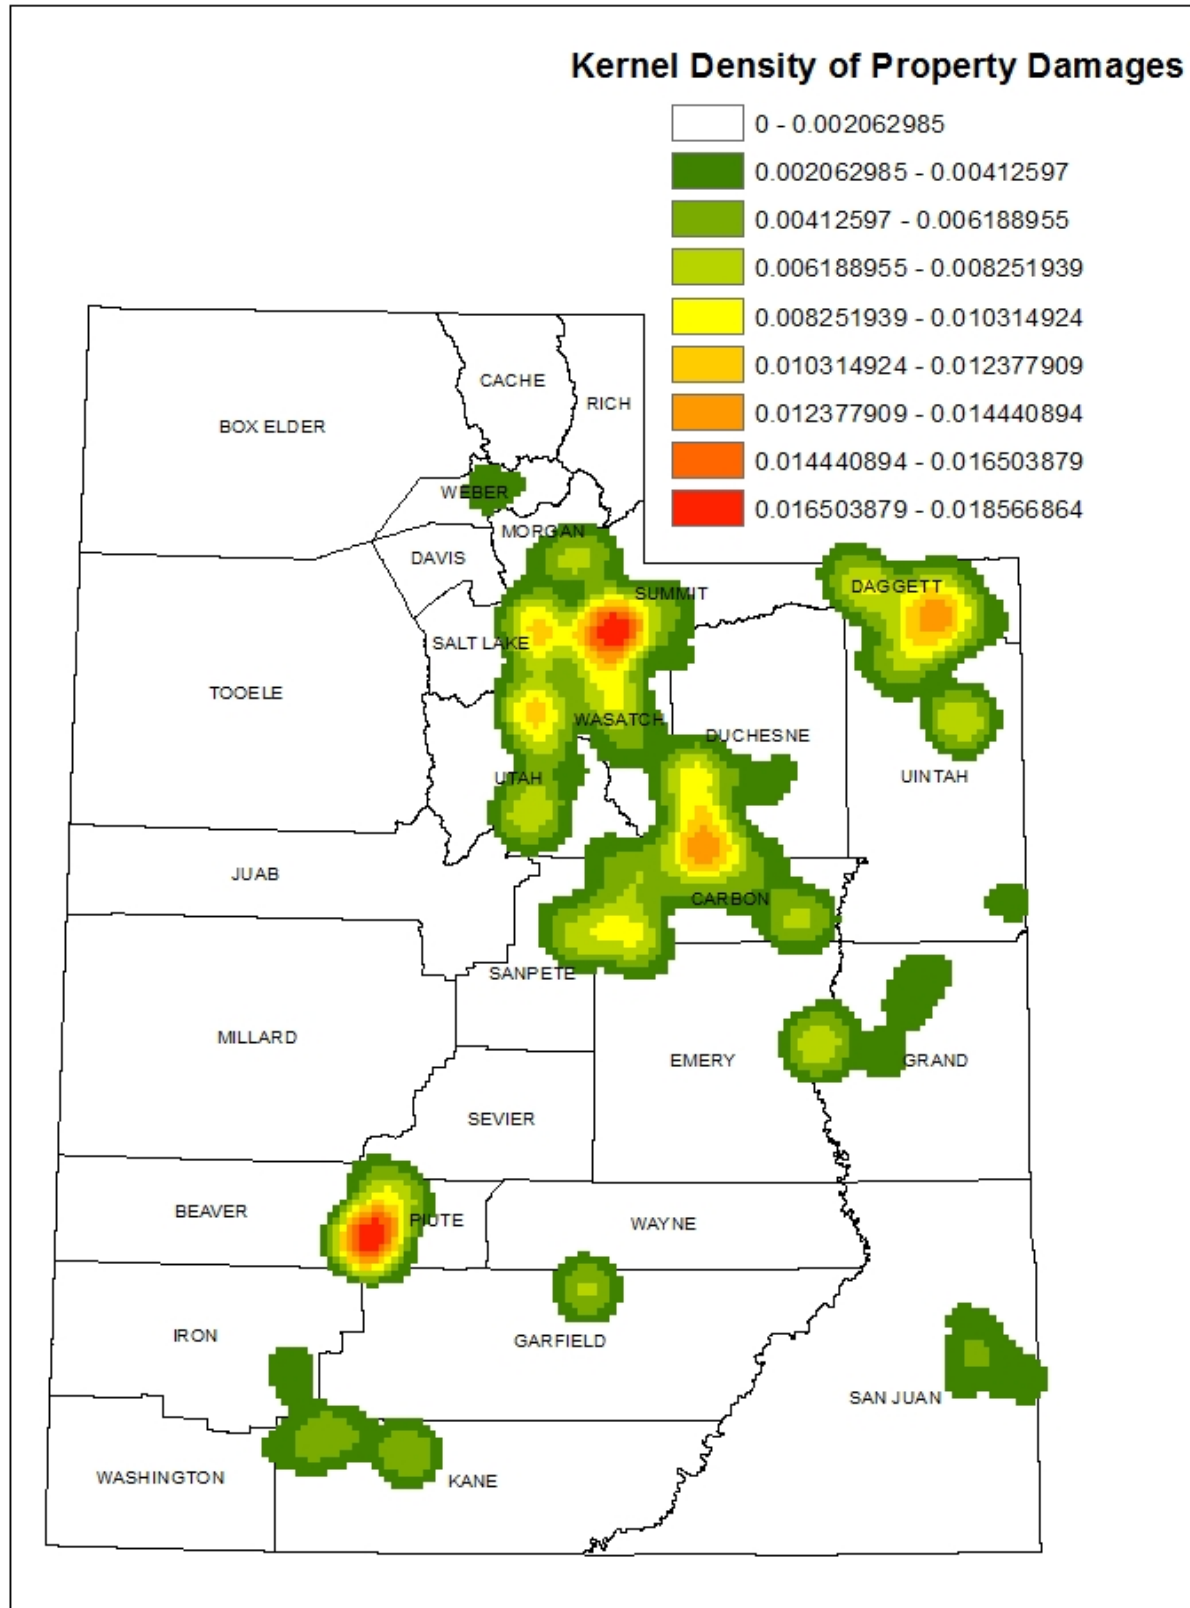 Kernel Density of Property Damages
0 - 0.002062985
0.002062985 - 0.00412597
0.00412597 - 0.006188955
0.006188955 - 0.008251939
0.008251939 - 0.010314924
0.010314924 - 0.012377909
0.012377909 - 0.014440894
0.014440894 - 0.016503879
0.016503879 - 0.018566864
CACHE
RICH
BOX ELDER
WEBER
MORGAN
DAVIS
DAGGETT
SUMMIT
SALT LAKE
TOOELE
WASATCH
DUCHESNE
UTAH
UINTAH
JUAB
CARBON
SANPETE
MILLARD
EMERY
GRAND
SEVIER
BEAVER
PIUTE
WAYNE
IRON
GARFIELD
SAN JUAN
WASHINGTON
KANE